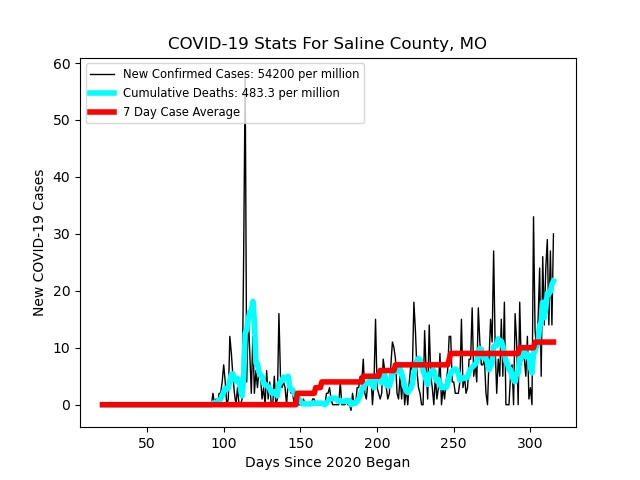 COVID-19 Stats For Saline County, MO
New Confirmed Cases: 54200 per million
Cumulative Deaths: 483.3 per million
7 Day Case Average
60
50
40
30
20
10
0
New COVID-19 Cases
50 100 150 200 250 300
Days Since 2020 Began